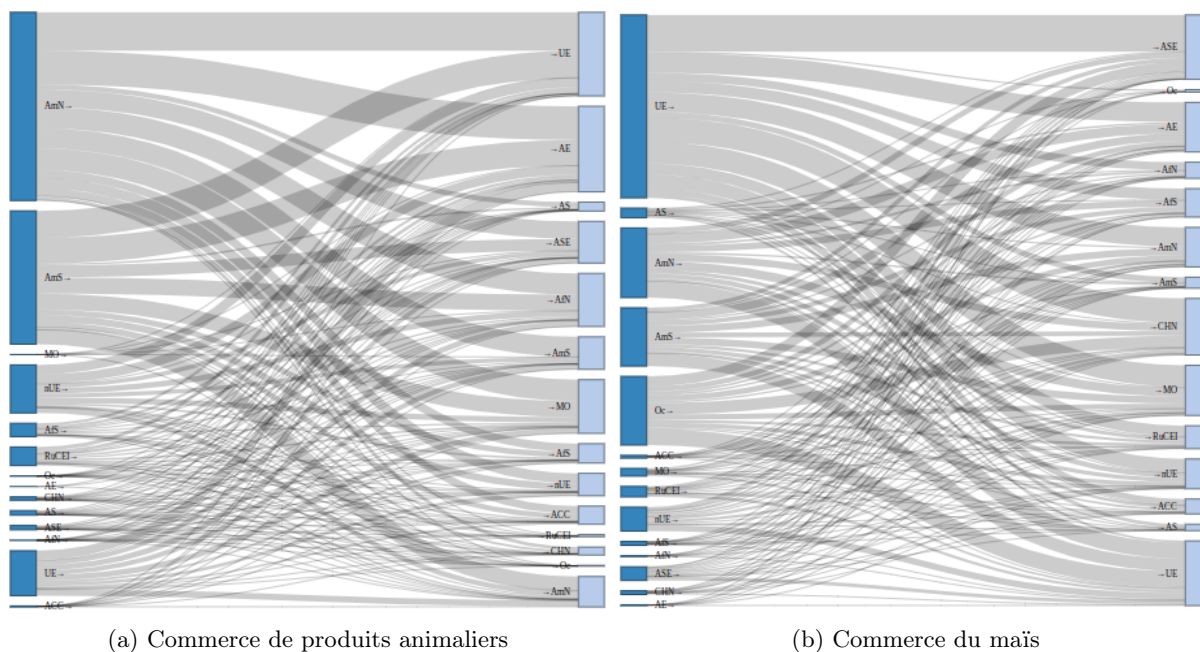 AmN→
AmS→
MO→
nUE→
AfS→
RuCEI→
Oc→
AE→
CHN→
AS→
ASE→
AfN→
UE→
ACC→
→UE
→AE
→AS
→ASE
→AfN
→AmS
→MO
→AfS
→nUE
→ACC
→RuCEI
→CHN
→Oc
→AmN
(a) Commerce de produits animaliers
UE→
AS→
AmN→
AmS→
Oc→
ACC→
MO→
RuCEI→
nUE→
AfS→
AfN→
ASE→
CHN→
AE→
→ASE
→Oc
→AE
→AfN
→AfS
→AmN
→AmS
→CHN
→MO
→RuCEI
→nUE
→ACC
→AS
→UE
(b) Commerce du maïs